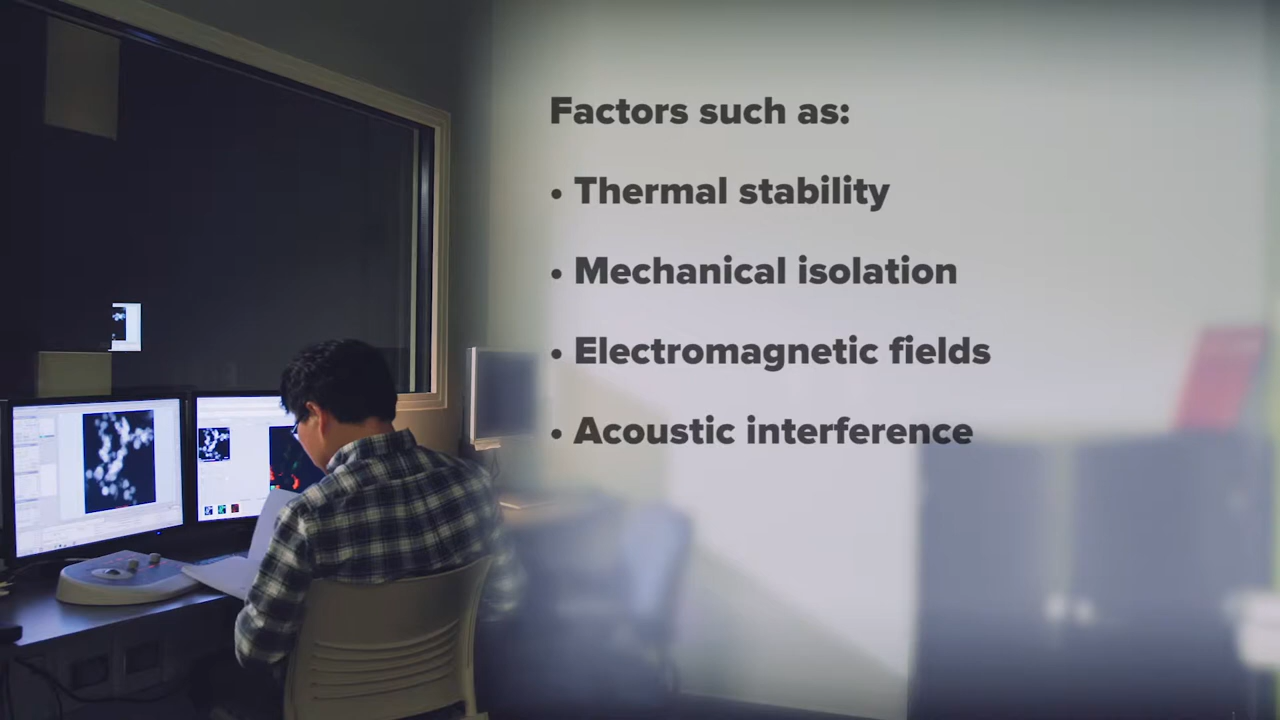 Factors such as:
• Thermal stability
• Mechanical isolation
• Electromagnetic fields
• Acoustic interference